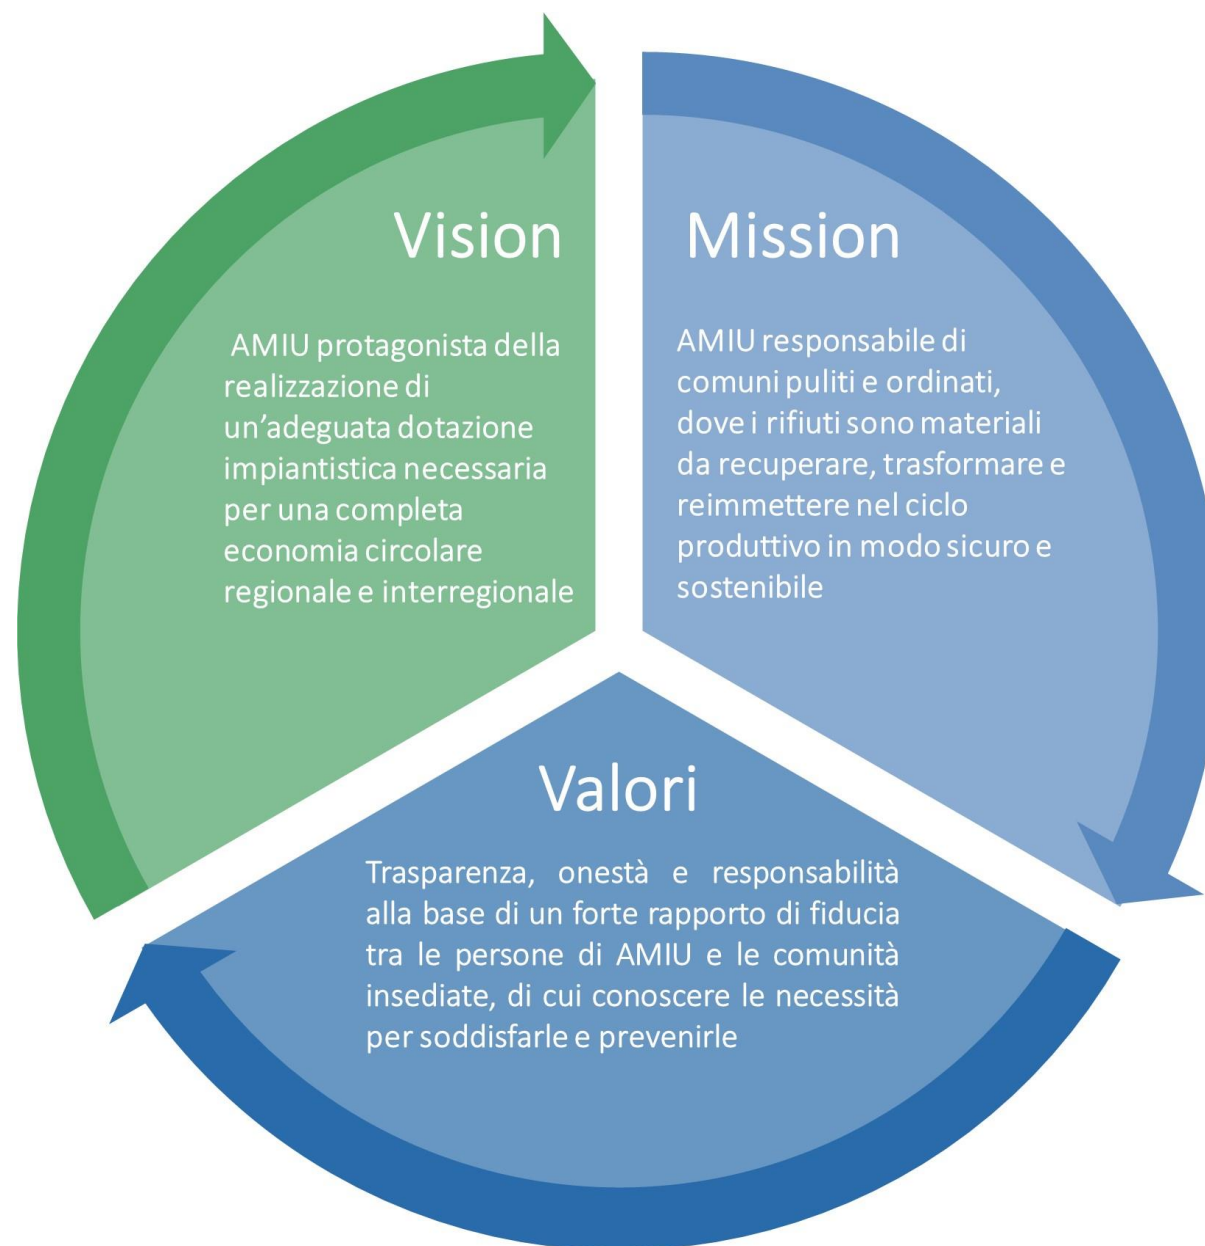 Vision
AMIU protagonista della
realizzazione di
un’adeguata dotazione
impiantistica necessaria
per una completa
economia circolare
regionale e interregionale
Mission
AMIU responsabile di
comuni puliti e ordinati,
dove i rifiuti sono materiali
da recuperare, trasformare e
reimmettere nel ciclo
produttivo in modo sicuro e
sostenibile
Valori
Trasparenza, onestà e responsabilità
alla base di un forte rapporto di fiducia
tra le persone di AMIU e le comunità
insediate, di cui conoscere le necessità
per soddisfarle e prevenirle